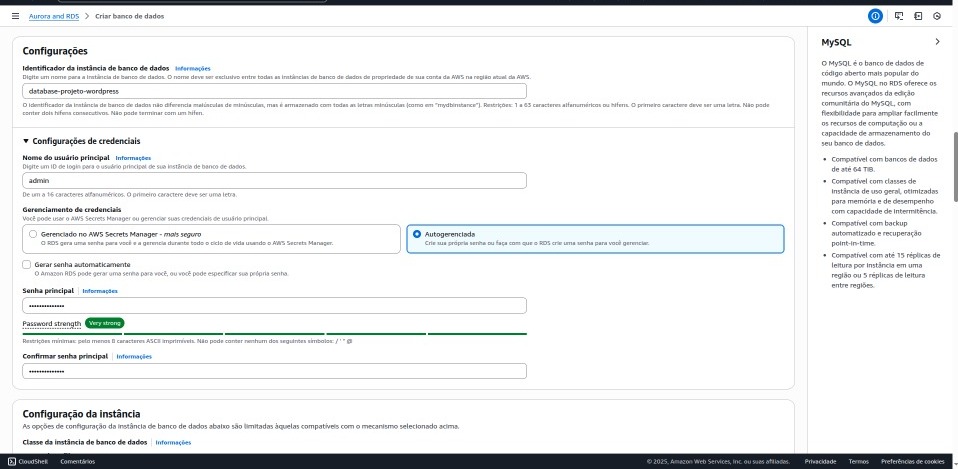 Aurora and RDS > Criar banco de dados
Configurações
Identificador da instância de banco de dados | Informações
Digite um nome para a instância de banco de dados. O nome deve ser exclusivo entre todas as instâncias de banco de dados de propriedade de sua conta da AWS na região atual da AWS.
database-projeto-wordpress
O identificador da instância de banco de dados não diferencia maiúsculas de minúsculas, mas é armazenado com todas as letras minúsculas (como em "mydbinstance"). Restrições: 1 a 63 caracteres alfanuméricos ou hifens. O primeiro caractere deve ser uma letra. Não pode
conter dois hifens consecutivos. Não pode terminar com um hífen.
▼ Configurações de credenciais
Nome do usuário principal | Informações
Digite um ID de login para o usuário principal de sua instância de banco de dados.
admin
De um a 16 caracteres alfanuméricos. O primeiro caractere deve ser uma letra.
Gerenciamento de credenciais
Você pode usar o AWS Secrets Manager ou gerenciar suas credenciais de usuário principal.
Gerenciado no AWS Secrets Manager - mais seguro
O RDS gera uma senha para você e a gerencia durante todo o ciclo de vida usando o AWS Secrets Manager.
Autogerenciada
Crie sua própria senha ou faça com que o RDS crie uma senha para você gerenciar.
Gerar senha automaticamente
O Amazon RDS pode gerar uma senha para você, ou você pode especificar sua própria senha.
Senha principal | Informações
••••••••••••••
Password strength Very strong
Restrições mínimas: pelo menos 8 caracteres ASCII imprimíveis. Não pode conter nenhum dos seguintes símbolos: / ' " @
Confirmar senha principal | Informações
••••••••••••••
Configuração da instância
As opções de configuração da instância de banco de dados abaixo são limitadas àquelas compatíveis com o mecanismo selecionado acima.
Classe da instância de banco de dados | Informações
MySQL
O MySQL é o banco de dados de
código aberto mais popular do
mundo. O MySQL no RDS oferece os
recursos avançados da edição
comunitária do MySQL, com
flexibilidade para ampliar facilmente
os recursos de computação ou a
capacidade de armazenamento do
seu banco de dados.
• Compatível com bancos de dados
de até 64 TIB.
• Compatível com classes de
instância de uso geral, otimizadas
para memória e de desempenho
com capacidade de intermitência.
• Compatível com backup
automatizado e recuperação
point-in-time.
• Compatível com até 15 réplicas de
leitura por instância em uma
região ou 5 réplicas de leitura
entre regiões.
CloudShell Comentários © 2025, Amazon Web Services, Inc. ou suas afiliadas. Privacidade Termos Preferências de cookies